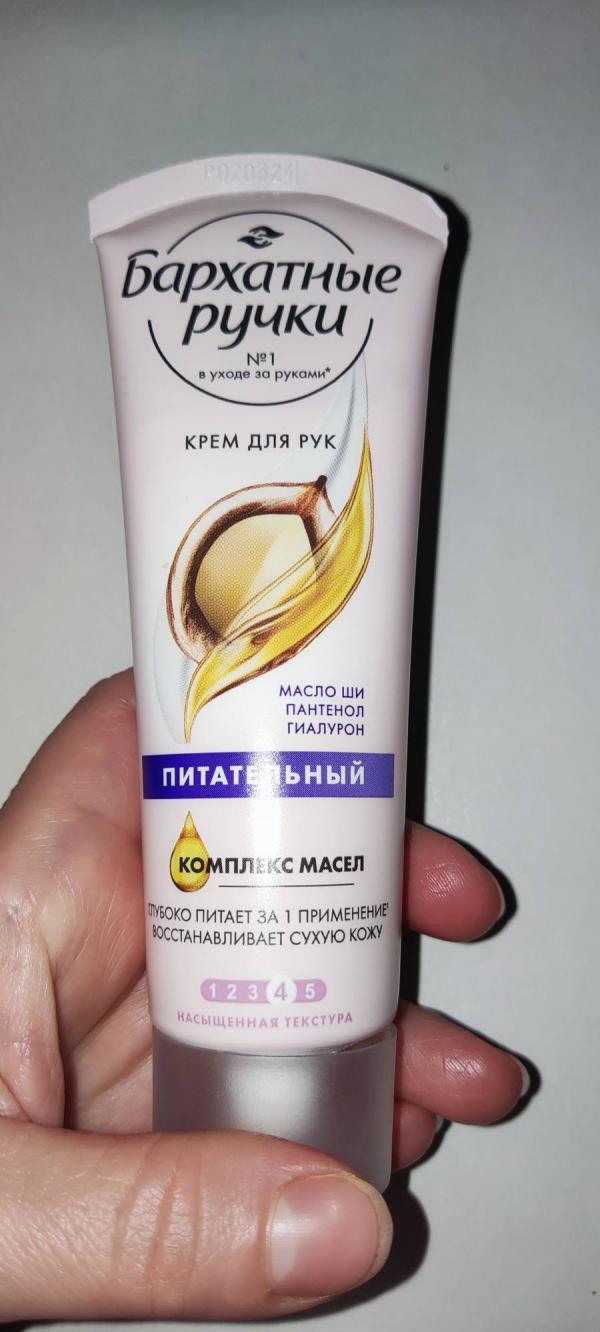 P020324
Бархатные
ручки
№1
в уходе за руками*
КРЕМ ДЛЯ РУК
МАСЛО ШИ
ПАНТЕНОЛ
ГИАЛУРОН
ПИТАТЕЛЬНЫЙ
КОМПЛЕКС МАСЕЛ
ГЛУБОКО ПИТАЕТ ЗА 1 ПРИМЕНЕНИЕ*
ВОССТАНАВЛИВАЕТ СУХУЮ КОЖУ
1 2 3 4 5
НАСЫЩЕННАЯ ТЕКСТУРА